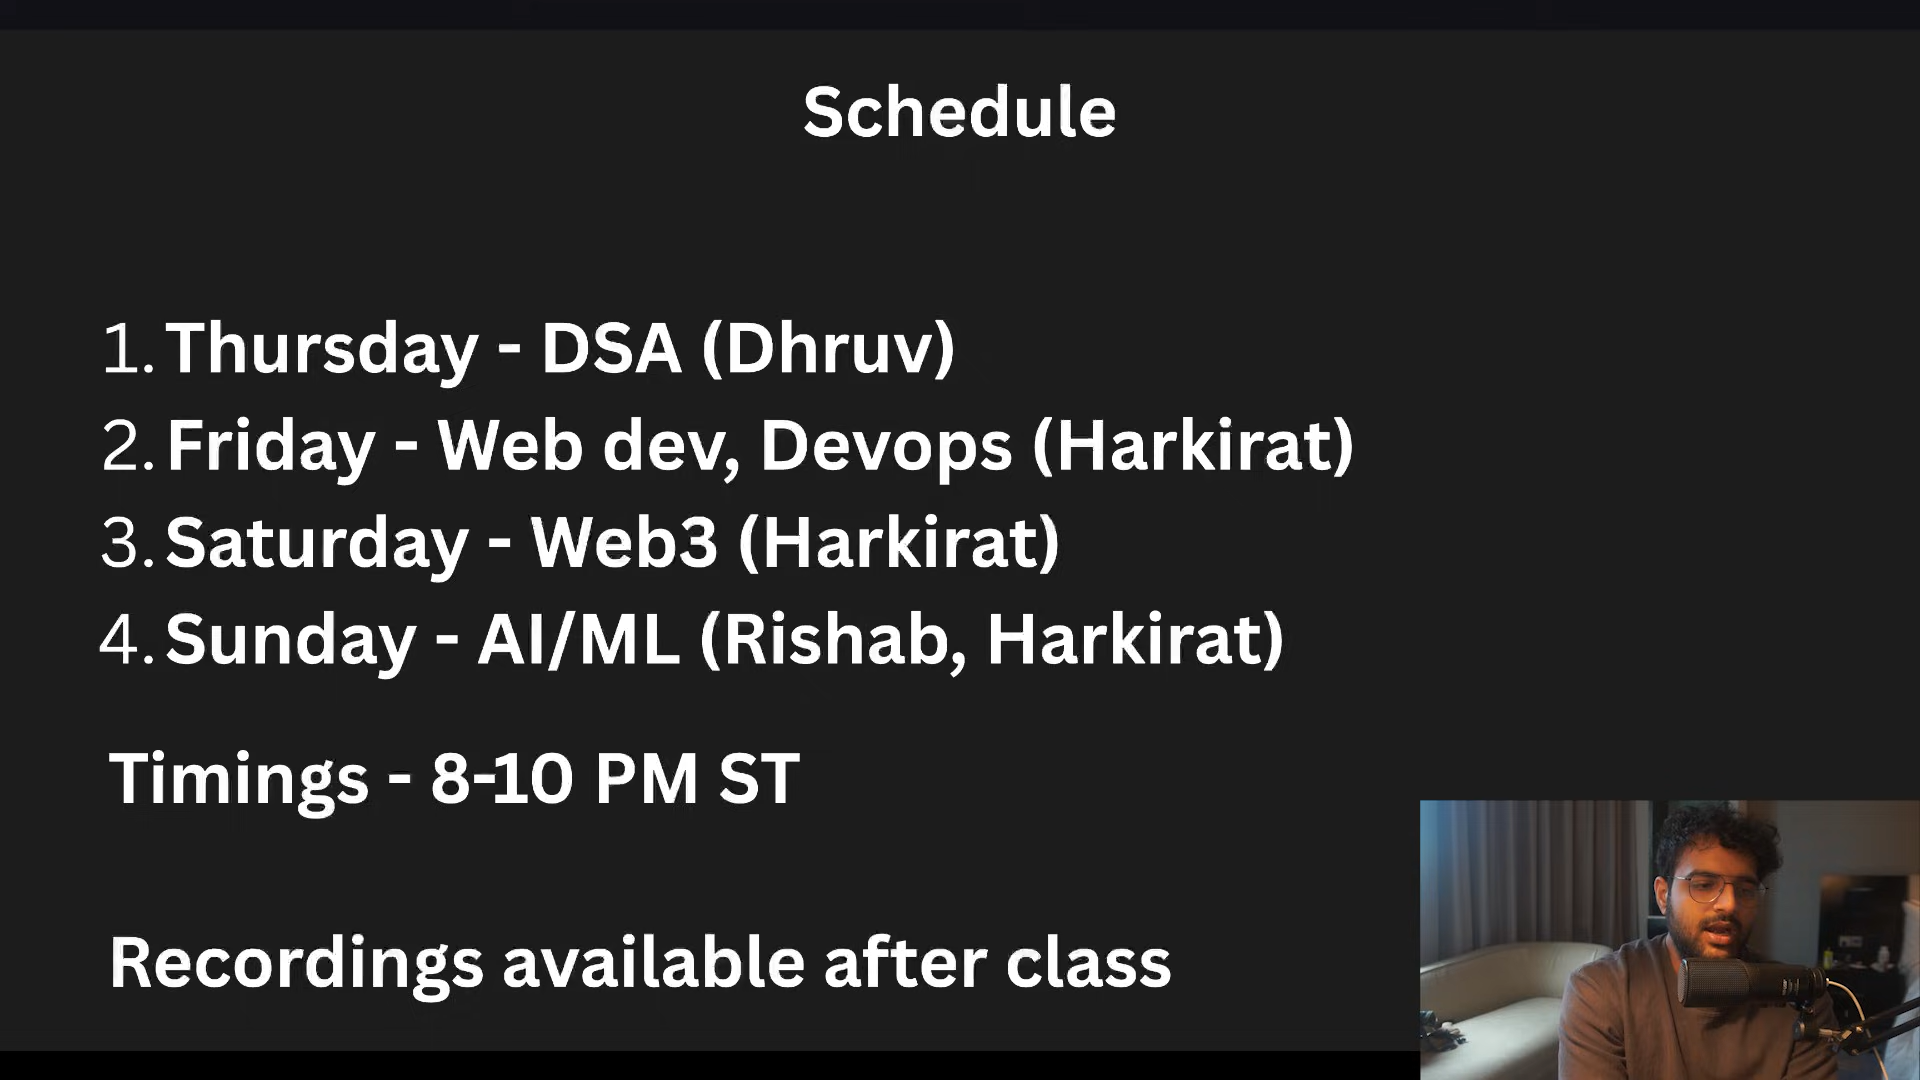 Schedule
1. Thursday - DSA (Dhruv)
2. Friday - Web dev, Devops (Harkirat)
3. Saturday - Web3 (Harkirat)
4. Sunday - AI/ML (Rishab, Harkirat)
Timings - 8-10 PM ST
Recordings available after class